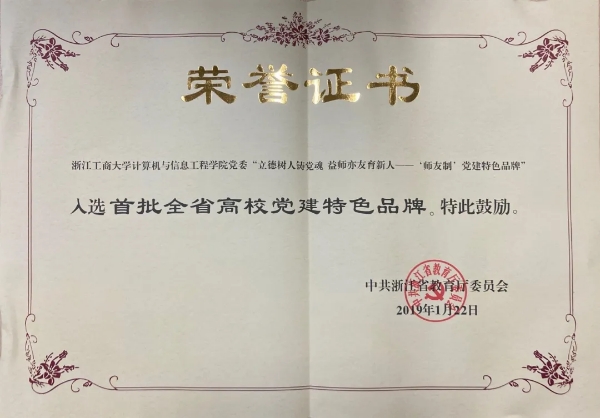 荣誉证书
浙江工商大学计算机与信息工程学院党委“立德树人铸党魂 益师亦友育新人——‘师友制’党建特色品牌”
入选首批全省高校党建特色品牌。特此鼓励。
中共浙江省教育厅委员会
2019年1月22日